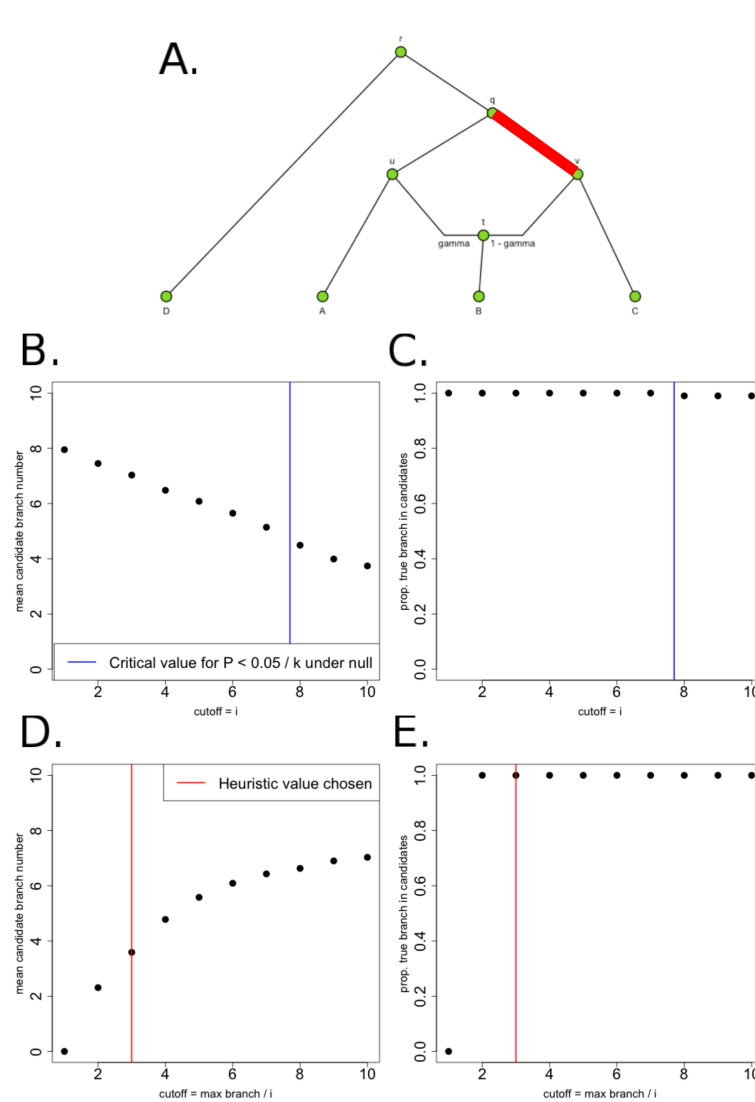 A.
r
q
u
v
t
gamma
1 - gamma
D
A
B
C
B.
10
8
6
4
2
0
mean candidate branch number
Critical value for P < 0.05 / k under null
2
4
6
8
10
cutoff = i
C.
1.0
0.8
0.6
0.4
0.2
0.0
prop. true branch in candidates
2
4
6
8
10
cutoff = i
D.
10
8
6
4
2
0
mean candidate branch number
Heuristic value chosen
2
4
6
8
10
cutoff = max branch / i
E.
1.0
0.8
0.6
0.4
0.2
0.0
prop. true branch in candidates
2
4
6
8
10
cutoff = max branch / i